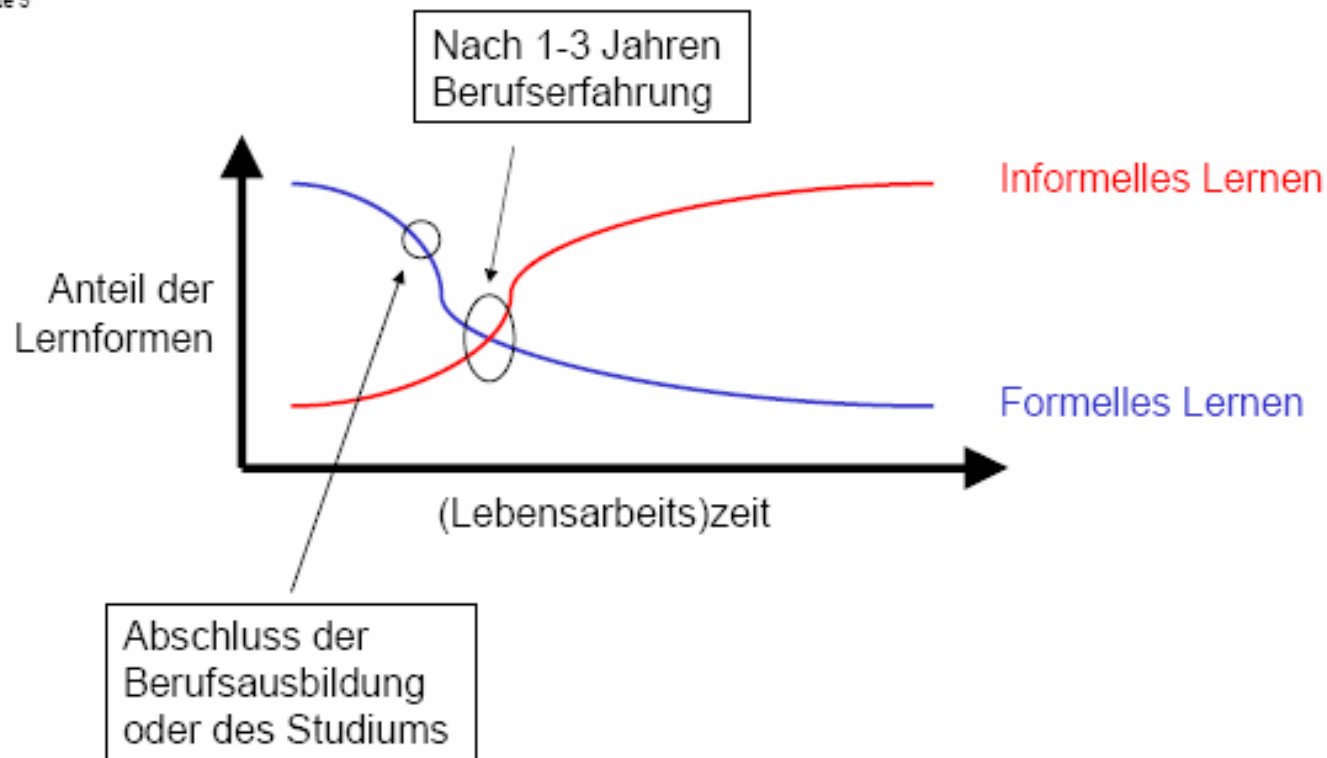 Nach 1-3 Jahren
Berufserfahrung
Informelles Lernen
Anteil der
Lernformen
Formelles Lernen
(Lebensarbeits)zeit
Abschluss der
Berufsausbildung
oder des Studiums